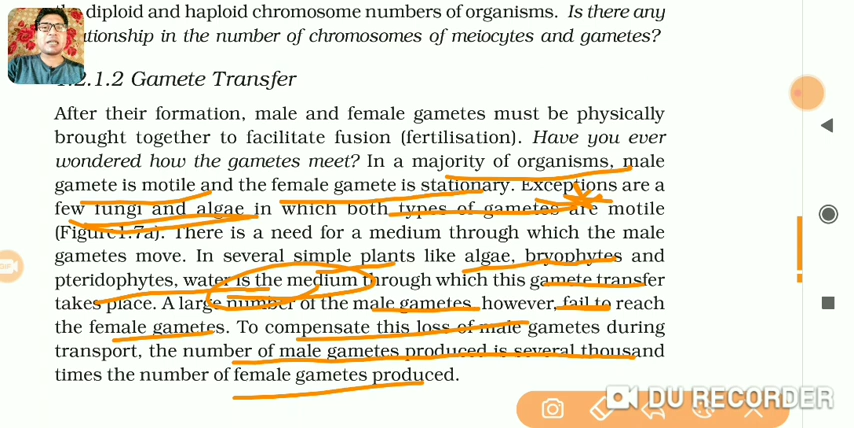 the diploid and haploid chromosome numbers of organisms. Is there any
relationship in the number of chromosomes of meiocytes and gametes?
1.2.1.2 Gamete Transfer
After their formation, male and female gametes must be physically
brought together to facilitate fusion (fertilisation). Have you ever
wondered how the gametes meet? In a majority of organisms, male
gamete is motile and the female gamete is stationary. Exceptions are a
few fungi and algae in which both types of gametes are motile
(Figure1.7a). There is a need for a medium through which the male
gametes move. In several simple plants like algae, bryophytes and
pteridophytes, water is the medium through which this gamete transfer
takes place. A large number of the male gametes, however, fail to reach
the female gametes. To compensate this loss of male gametes during
transport, the number of male gametes produced is several thousand
times the number of female gametes produced.
DU RECORDER